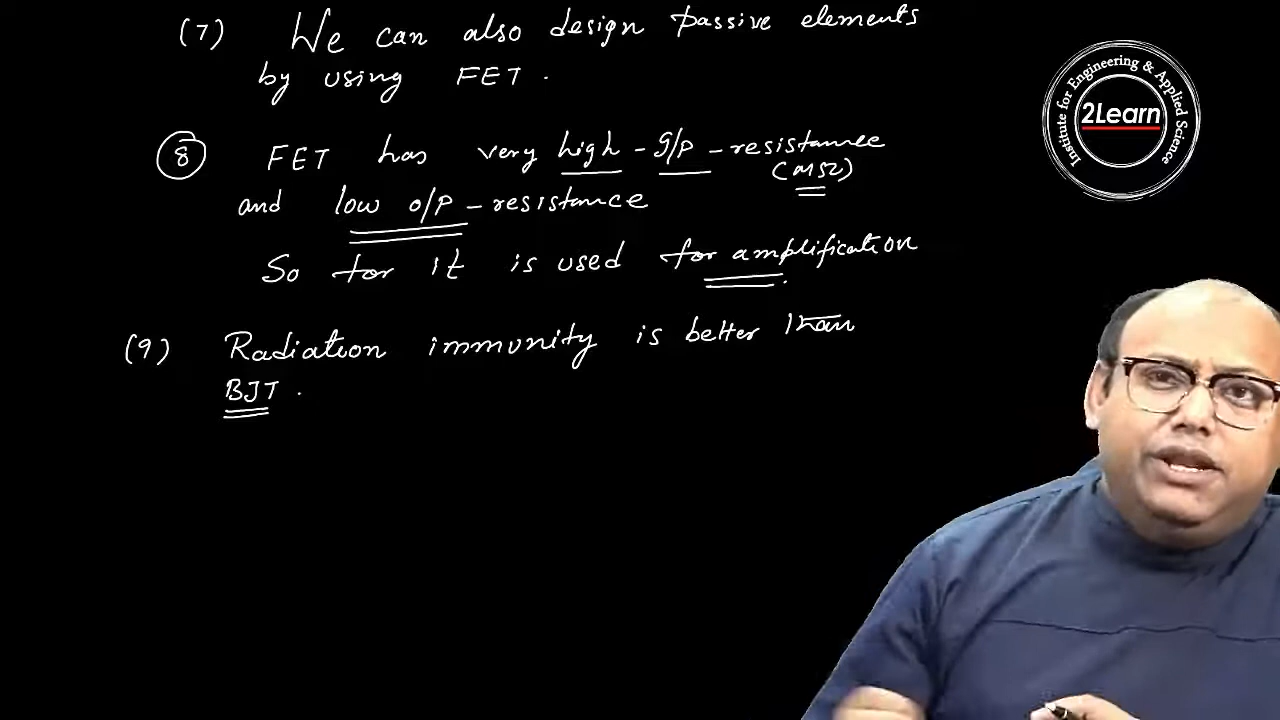 (7) We can also design passive elements
by using FET.
(8) FET has very high - I/P - resistance
(MΩ)
and low o/p - resistance
So for it is used for amplification.
(9) Radiation immunity is better than
BJT.
Institute for Engineering & Applied Science
2Learn